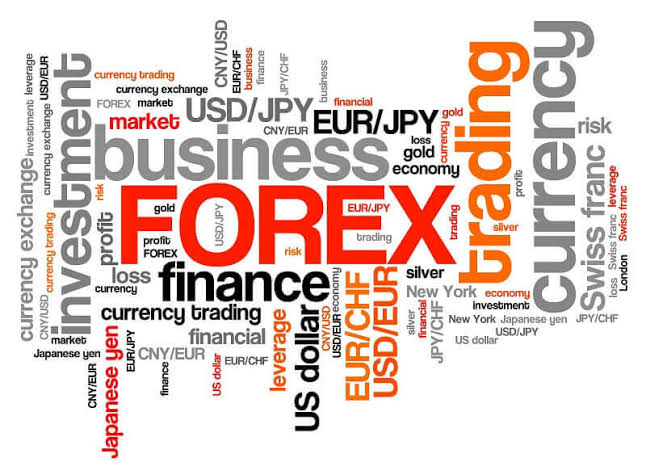 currency exchange
investment leverage
currency exchange USD/EUR
investment
currency trading
currency exchange
FOREX market
market
USD/JPY
CNY/USD
EUR/CHF
business
finance
JPY/CHF
business
financial
CNY/EUR
EUR/JPY
loss
currency
gold
gold
economy
trading
currency
risk
business
risk
FOREX
gold
USD/JPY
EUR/JPY
trading
trading
profit
FOREX
risk
profit
silver
profit
Swiss franc
leverage
Swiss franc
loss Swiss franc
London
CNY/USD
currency trading
loss
currency
finance
economy
silver
New York
economy
investment
currency trading
financial
leverage
US dollar
CNY/USD
USD/EUR
EUR/CHF
USD/EUR
silver
financial
JPY/CHF
New York
Japanese yen
JPY/CHF
USD/JPY
US dollar
market
Japanese yen
CNY/EUR
Japanese yen
EUR/JPY
CNY/EUR
finance
US dollar
EUR/CHF